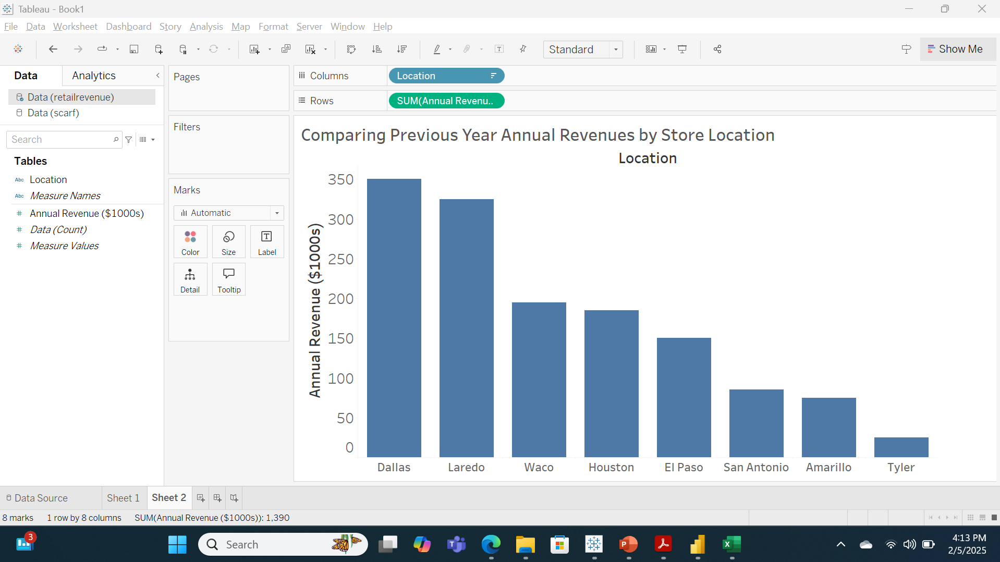 Tableau - Book1
File Data Worksheet Dashboard Story Analysis Map Format Server Window Help
Standard
Show Me
Data Analytics
Data (retailrevenue)
Data (scarf)
Search
Tables
Abc Location
Abc Measure Names
# Annual Revenue ($1000s)
# Data (Count)
# Measure Values
Pages
Filters
Marks
Automatic
Color Size Label
Detail Tooltip
Columns Location
Rows SUM(Annual Revenu..
Comparing Previous Year Annual Revenues by Store Location
Location
Annual Revenue ($1000s)
350
300
250
200
150
100
50
0
Dallas Laredo Waco Houston El Paso San Antonio Amarillo Tyler
Data Source Sheet 1 Sheet 2
8 marks 1 row by 8 columns SUM(Annual Revenue ($1000s)): 1,390
3
Search
4:13 PM
2/5/2025